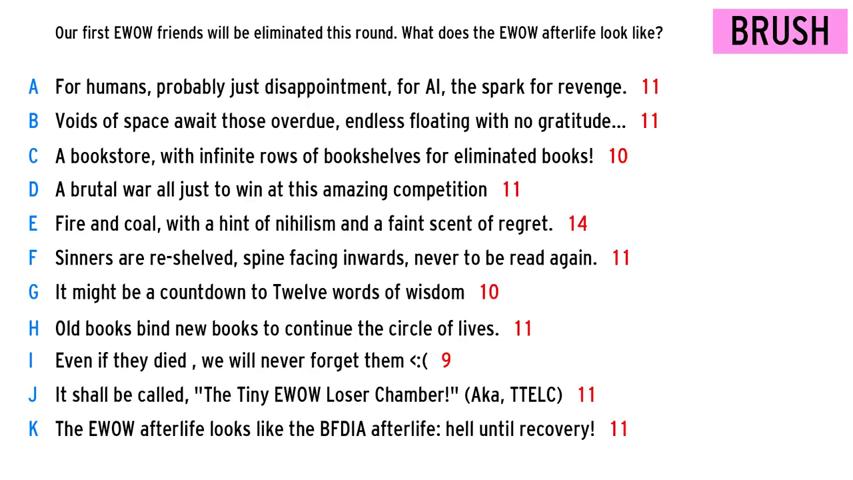 Our first EWOW friends will be eliminated this round. What does the EWOW afterlife look like?
BRUSH
A For humans, probably just disappointment, for AI, the spark for revenge. 11
B Voids of space await those overdue, endless floating with no gratitude... 11
C A bookstore, with infinite rows of bookshelves for eliminated books! 10
D A brutal war all just to win at this amazing competition 11
E Fire and coal, with a hint of nihilism and a faint scent of regret. 14
F Sinners are re-shelved, spine facing inwards, never to be read again. 11
G It might be a countdown to Twelve words of wisdom 10
H Old books bind new books to continue the circle of lives. 11
I Even if they died , we will never forget them <:( 9
J It shall be called, "The Tiny EWOW Loser Chamber!" (Aka, TTELC) 11
K The EWOW afterlife looks like the BFDIA afterlife: hell until recovery! 11